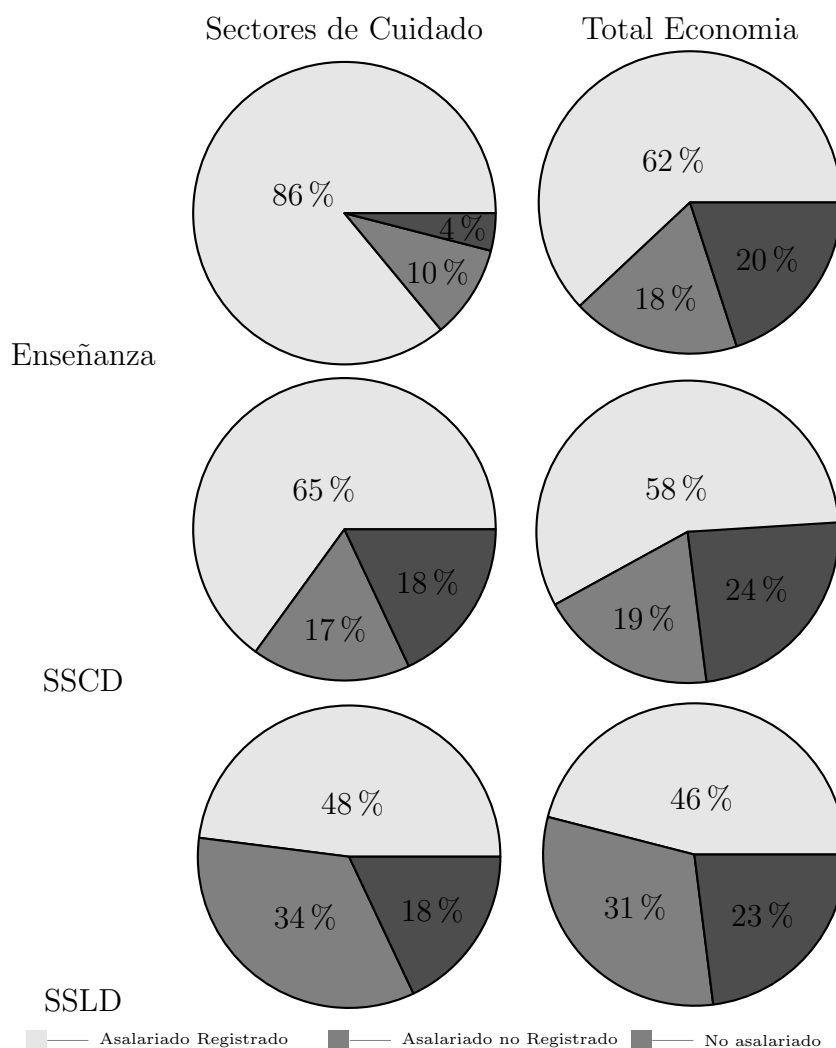 Sectores de Cuidado Total Economia
86 % 62 %
4 %
10 % 20 %
18 %
Enseñanza
65 % 58 %
18 % 24 %
17 % 19 %
SSCD
48 % 46 %
34 % 18 % 31 % 23 %
SSLD
Asalariado Registrado Asalariado no Registrado No asalariado